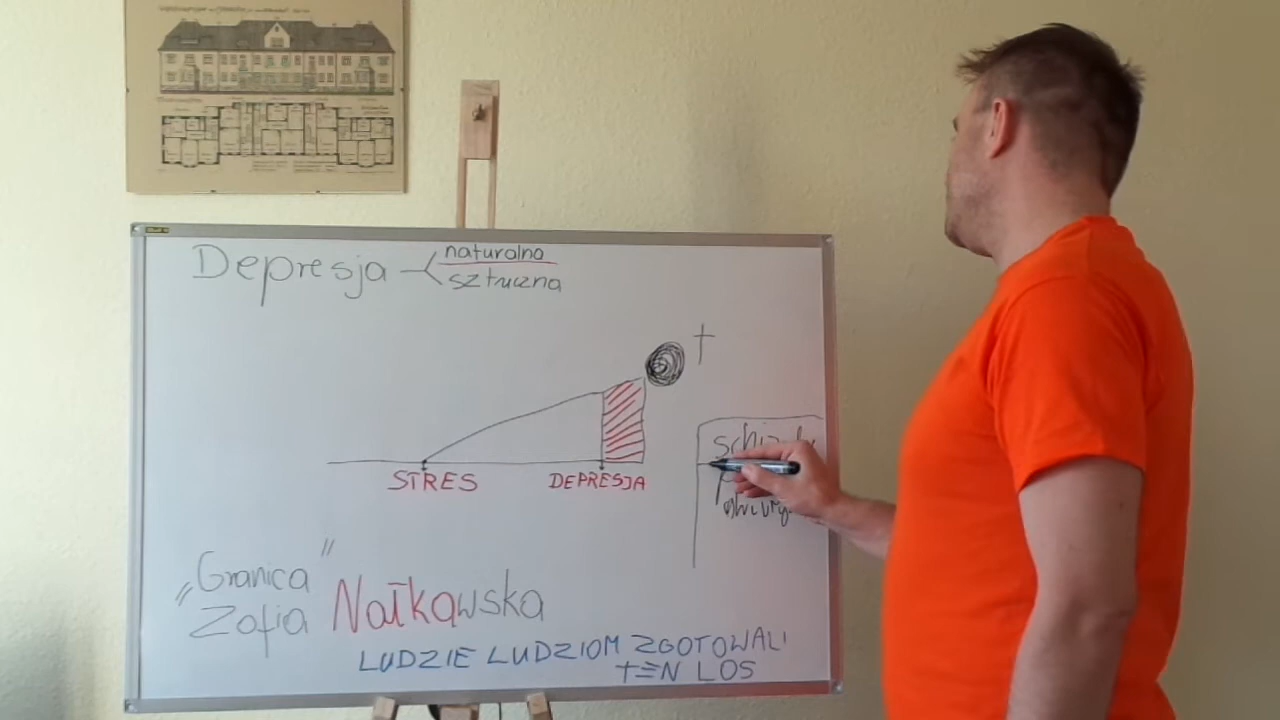 Depresja
naturalna
sztuczna
†
STRES
DEPRESJA
„Granica”
Zofia Nałkowska
LUDZIE LUDZIOM ZGOTOWALI
TEN LOS